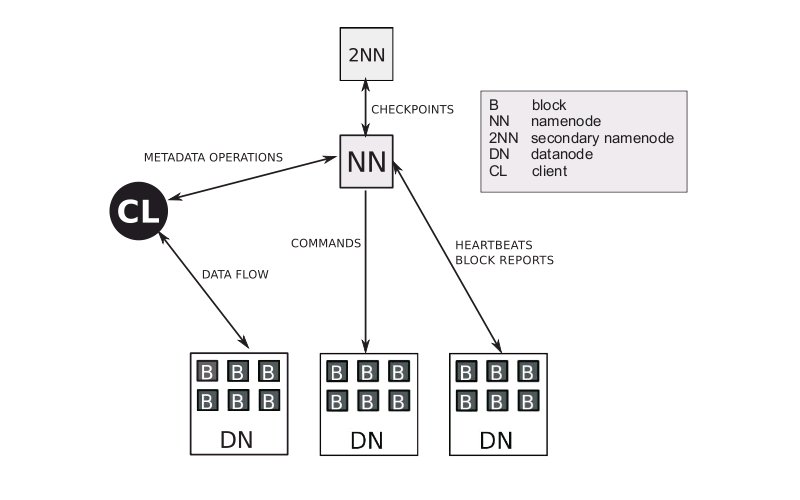 2NN
CHECKPOINTS
B block
NN namenode
2NN secondary namenode
DN datanode
CL client
METADATA OPERATIONS
NN
CL
COMMANDS
HEARTBEATS
BLOCK REPORTS
DATA FLOW
B B B
B B B
DN
B B B
B B B
DN
B B B
B B B
DN